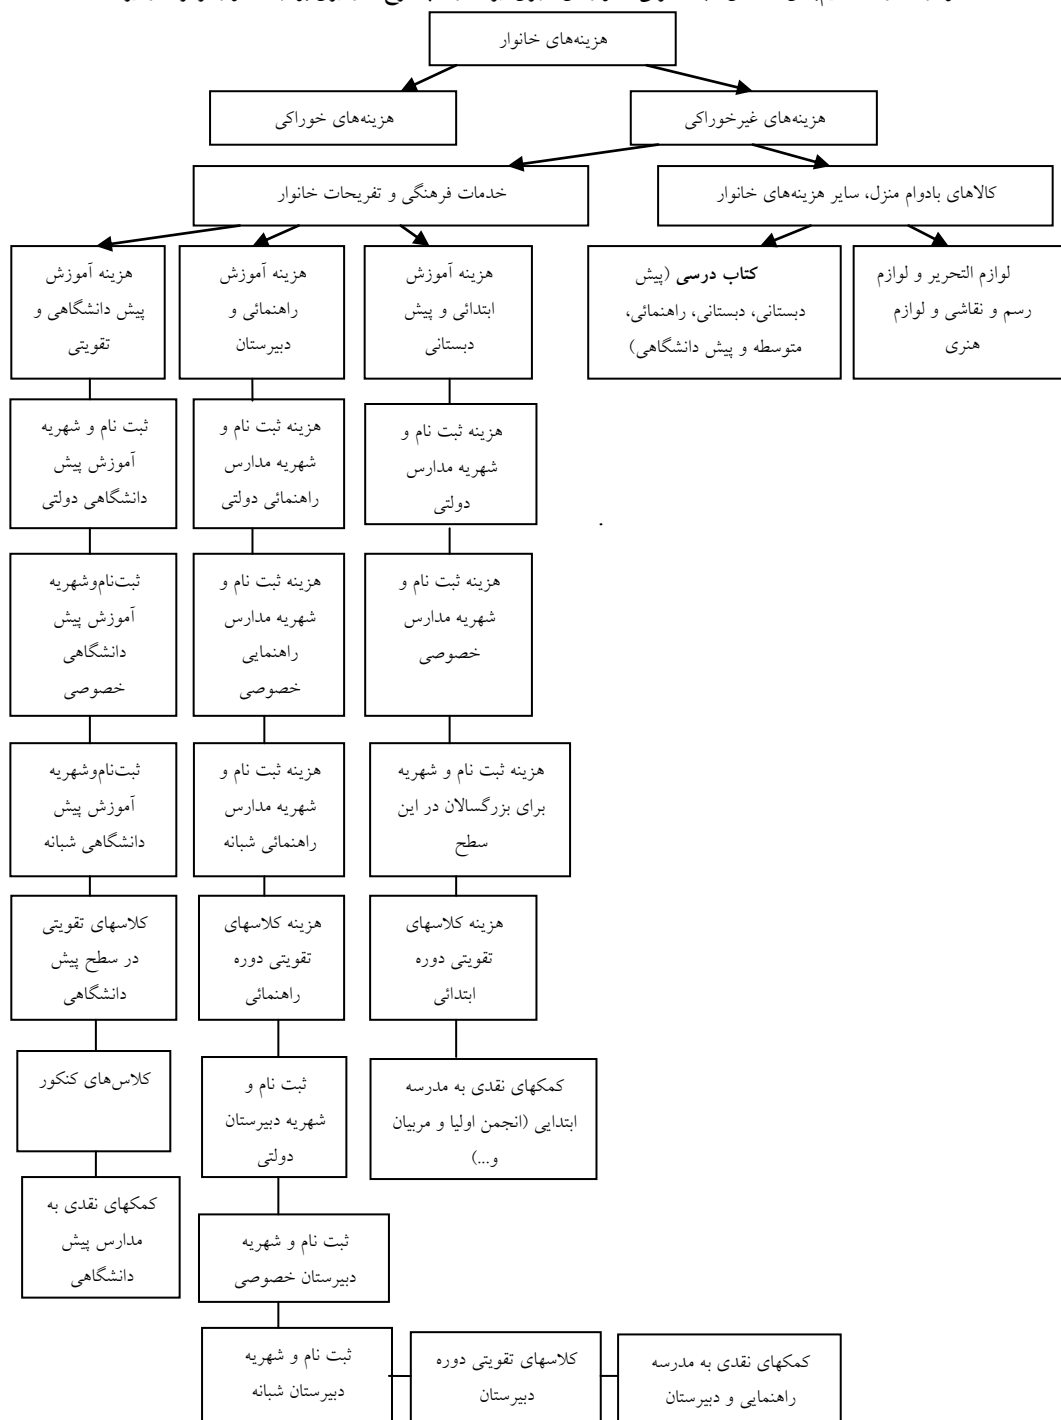 هزینه‌های خانوار
هزینه‌های غیرخوراکی
هزینه‌های خوراکی
کالاهای بادوام منزل، سایر هزینه‌های خانوار
خدمات فرهنگی و تفریحات خانوار
لوازم التحریر و لوازم
رسم و نقاشی و لوازم
هنری
کتاب درسی (پیش
دبستانی، دبستانی، راهنمائی،
متوسطه و پیش دانشگاهی)
هزینه آموزش
ابتدائی و پیش
دبستانی
هزینه آموزش
راهنمائی و
دبیرستان
هزینه آموزش
پیش دانشگاهی و
تقویتی
هزینه ثبت نام و
شهریه مدارس
دولتی
هزینه ثبت نام و
شهریه مدارس
راهنمائی دولتی
ثبت نام و شهریه
آموزش پیش
دانشگاهی دولتی
هزینه ثبت نام و
شهریه مدارس
خصوصی
هزینه ثبت نام و
شهریه مدارس
راهنمایی
خصوصی
ثبت‌نام‌وشهریه
آموزش پیش
دانشگاهی
خصوصی
هزینه ثبت نام و شهریه
برای بزرگسالان در این
سطح
هزینه ثبت نام و
شهریه مدارس
راهنمائی شبانه
ثبت‌نام‌وشهریه
آموزش پیش
دانشگاهی شبانه
هزینه کلاسهای
تقویتی دوره
ابتدائی
هزینه کلاسهای
تقویتی دوره
راهنمائی
کلاسهای تقویتی
در سطح پیش
دانشگاهی
کمکهای نقدی به مدرسه
ابتدایی (انجمن اولیا و مربیان
و...)
ثبت نام و
شهریه دبیرستان
دولتی
کلاس‌های کنکور
کمکهای نقدی به
مدارس پیش
دانشگاهی
ثبت نام و شهریه
دبیرستان خصوصی
ثبت نام و شهریه
دبیرستان شبانه
کلاسهای تقویتی دوره
دبیرستان
کمکهای نقدی به مدرسه
راهنمایی و دبیرستان